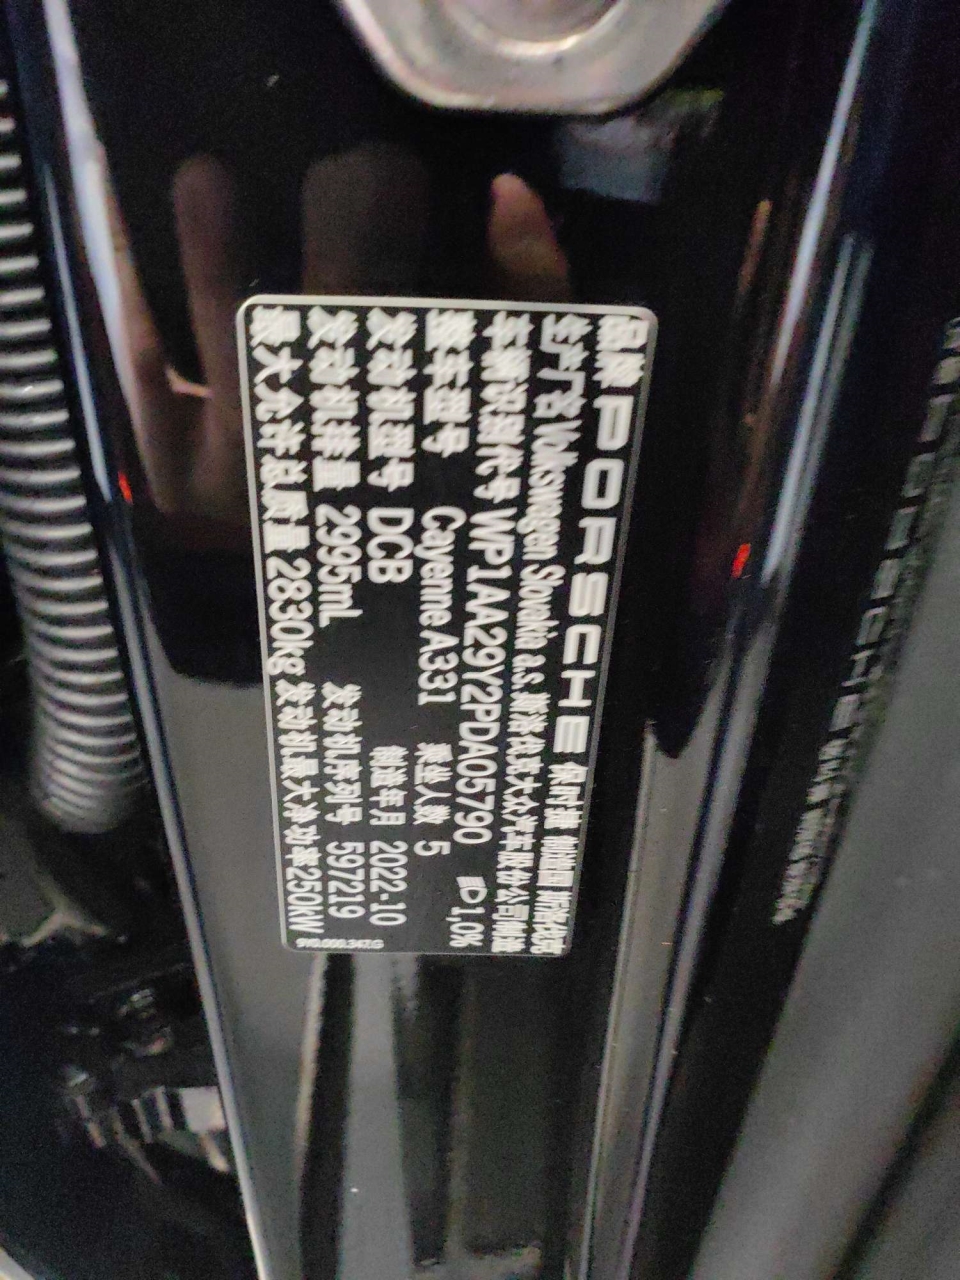 品牌 PORSCHE 保时捷 制造国 斯洛伐克
生产厂名 Volkswagen Slovakia a.s. 斯洛伐克大众汽车股份公司制造
车辆识别代号 WP1AA29Y2PDA05790 1,0%
整车型号 Cayenne A331 乘坐人数 5
发动机型号 DCB 制造年月 2022-10
发动机排量 2995mL 发动机序列号 597219
最大允许总质量 2830kg 发动机最大净功率250kW
9Y0.000.347.G